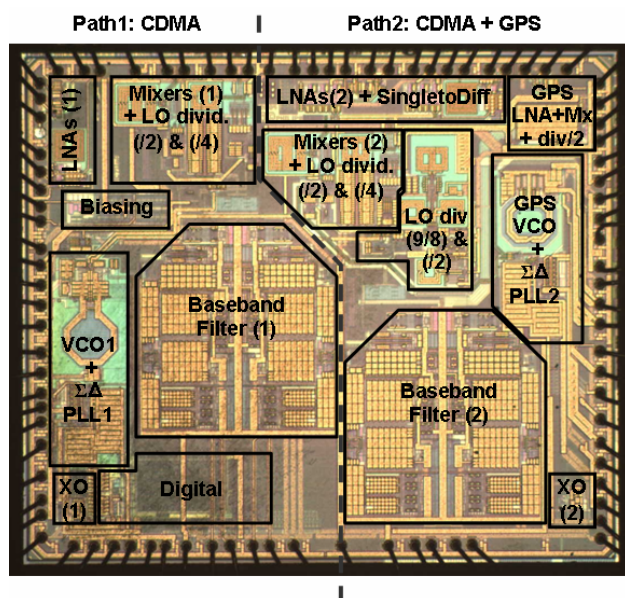 Path1: CDMA
Path2: CDMA + GPS
LNAs (1)
Mixers (1)
+ LO divid.
(/2) & (/4)
LNAs(2) + SingletoDiff
GPS
LNA+Mx
+ div/2
Mixers (2)
+ LO divid.
(/2) & (/4)
Biasing
LO div
(9/8) &
(/2)
GPS
VCO
+
ΣΔ
PLL2
VCO1
+
ΣΔ
PLL1
Baseband
Filter (1)
Baseband
Filter (2)
XO
(1)
Digital
XO
(2)